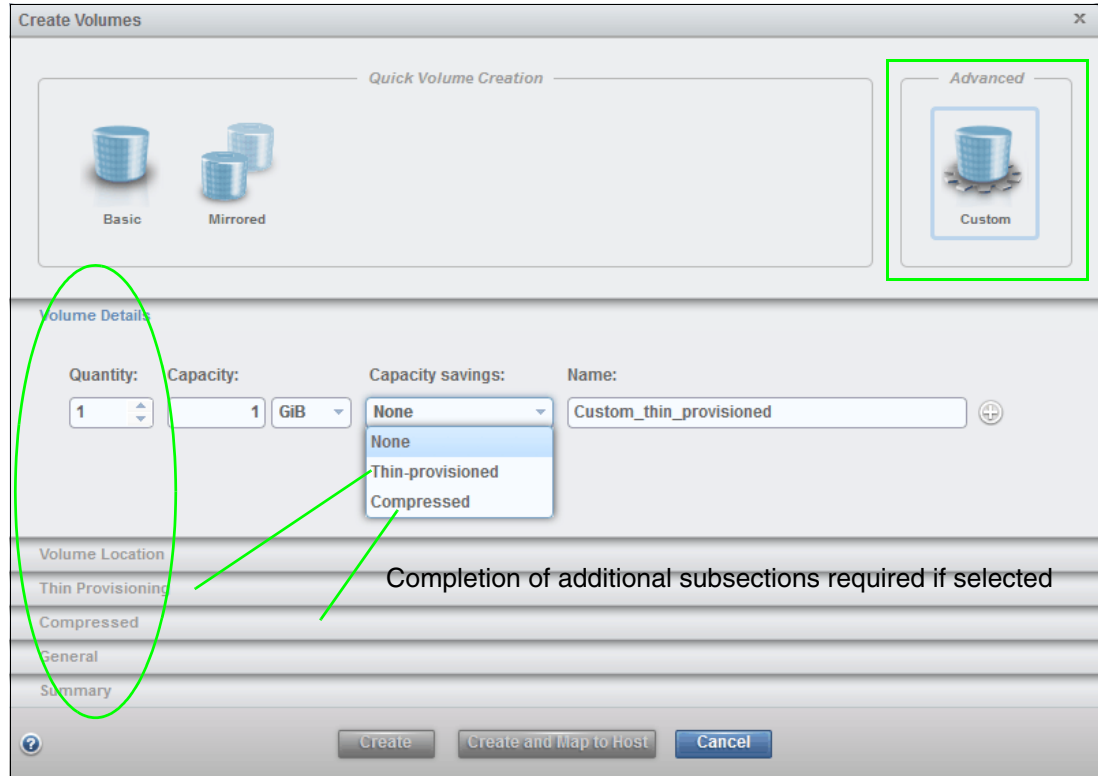 Create Volumes x
Quick Volume Creation
Advanced
Basic
Mirrored
Custom
Volume Details
Quantity: Capacity: Capacity savings: Name:
1 1 GiB None Custom_thin_provisioned
None
Thin-provisioned
Compressed
Volume Location
Completion of additional subsections required if selected
Thin Provisioning
Compressed
General
Summary
? Create Create and Map to Host Cancel